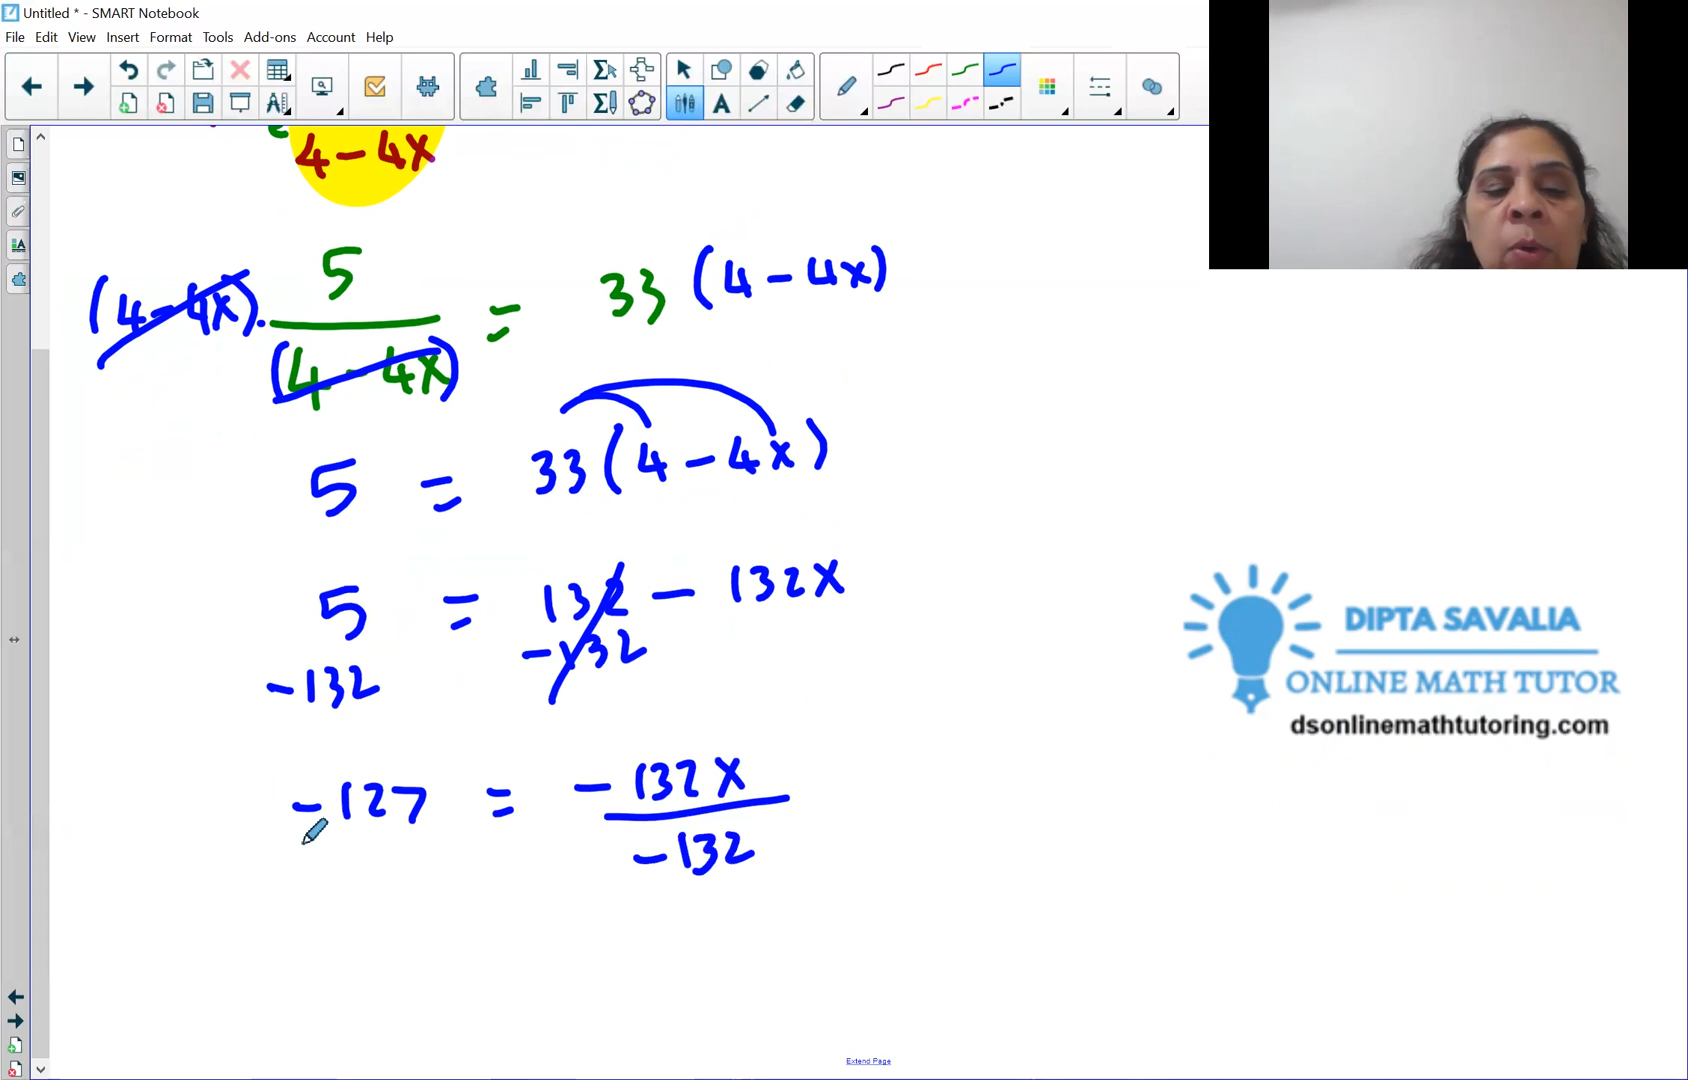 Untitled * - SMART Notebook
File Edit View Insert Format Tools Add-ons Account Help
4 - 4x
(4 - 4x) · 5 = 33 (4 - 4x)
(4 - 4x)
5 = 33 (4 - 4x)
5 = 132 - 132x
-132 -132
-127 = -132x
-132
DIPTA SAVALIA
ONLINE MATH TUTOR
dsonlinemathtutoring.com
Extend Page